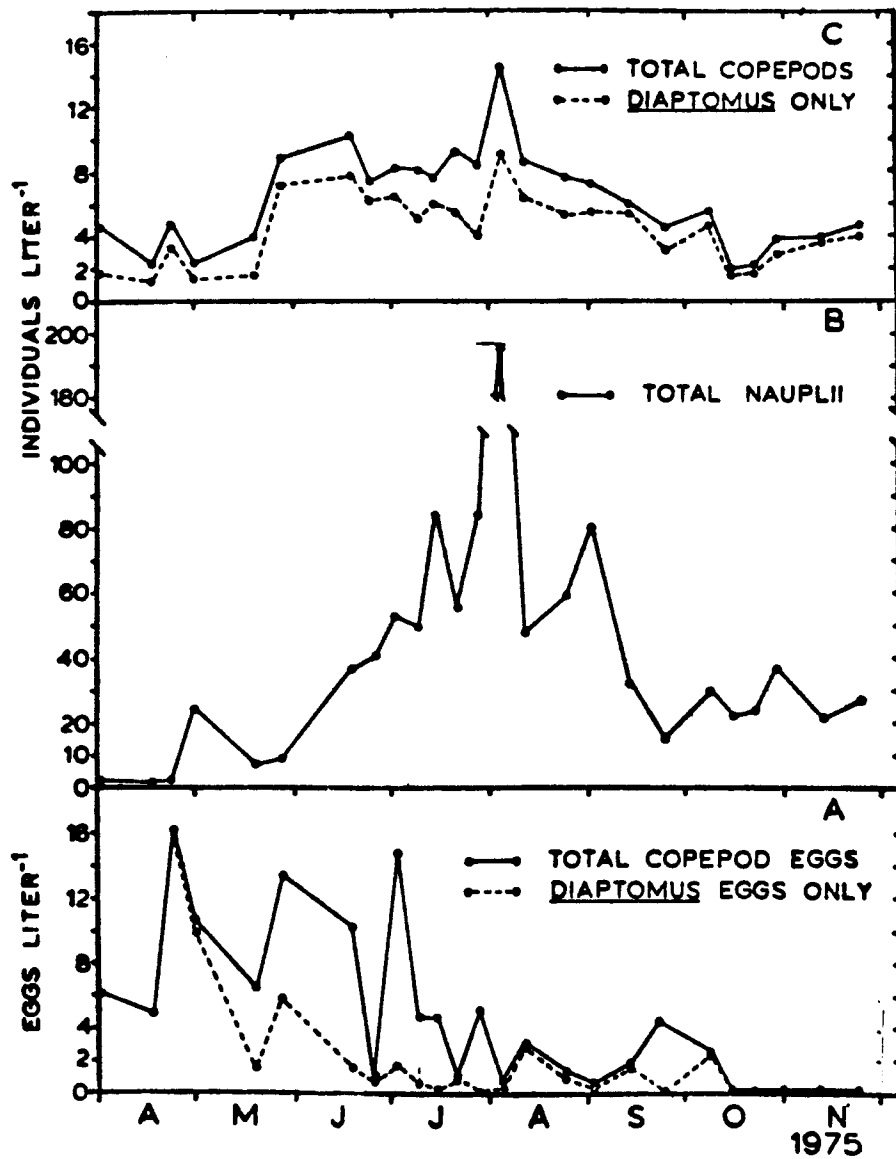 C
16
12
8
4
2
0
TOTAL COPEPODS
DIAPTOMUS ONLY
INDIVIDUALS LITER⁻¹
B
200
180
100
80
60
40
20
10
0
TOTAL NAUPLII
A
16
12
8
4
2
0
TOTAL COPEPOD EGGS
DIAPTOMUS EGGS ONLY
EGGS LITER⁻¹
A M J J A S O N
1975